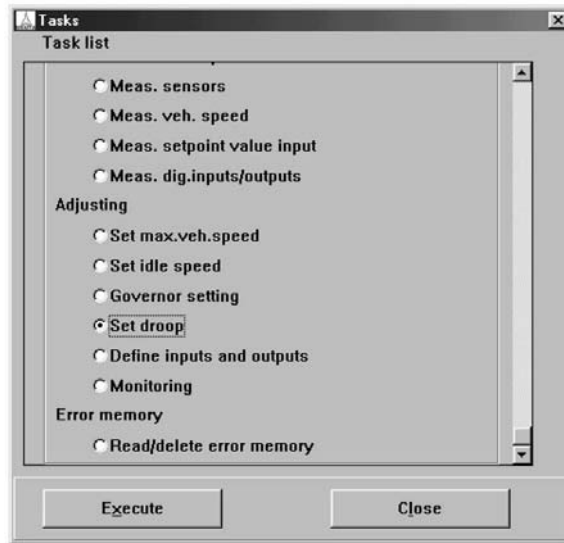 Tasks
Task list
Meas. sensors
Meas. veh. speed
Meas. setpoint value input
Meas. dig.inputs/outputs
Adjusting
Set max.veh.speed
Set idle speed
Governor setting
Set droop
Define inputs and outputs
Monitoring
Error memory
Read/delete error memory
Execute Close